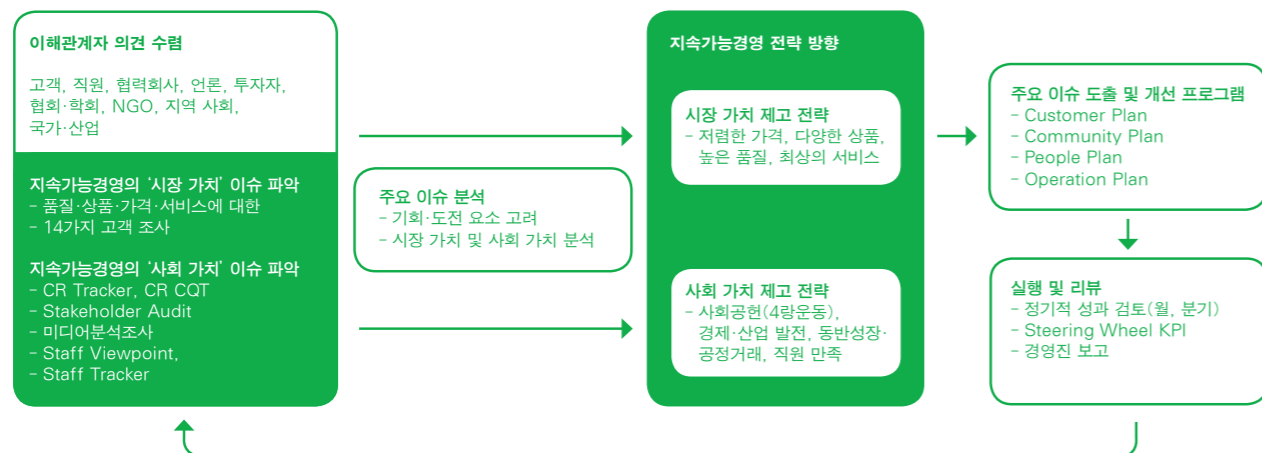 이해관계자 의견 수렴
고객, 직원, 협력회사, 언론, 투자자,
협회·학회, NGO, 지역 사회,
국가·산업
지속가능경영의 ‘시장 가치’ 이슈 파악
- 품질·상품·가격·서비스에 대한
- 14가지 고객 조사
지속가능경영의 ‘사회 가치’ 이슈 파악
- CR Tracker, CR CQT
- Stakeholder Audit
- 미디어분석조사
- Staff Viewpoint,
- Staff Tracker
주요 이슈 분석
- 기회·도전 요소 고려
- 시장 가치 및 사회 가치 분석
지속가능경영 전략 방향
시장 가치 제고 전략
- 저렴한 가격, 다양한 상품,
높은 품질, 최상의 서비스
사회 가치 제고 전략
- 사회공헌(4랑운동),
경제·산업 발전, 동반성장·
공정거래, 직원 만족
주요 이슈 도출 및 개선 프로그램
- Customer Plan
- Community Plan
- People Plan
- Operation Plan
실행 및 리뷰
- 정기적 성과 검토(월, 분기)
- Steering Wheel KPI
- 경영진 보고